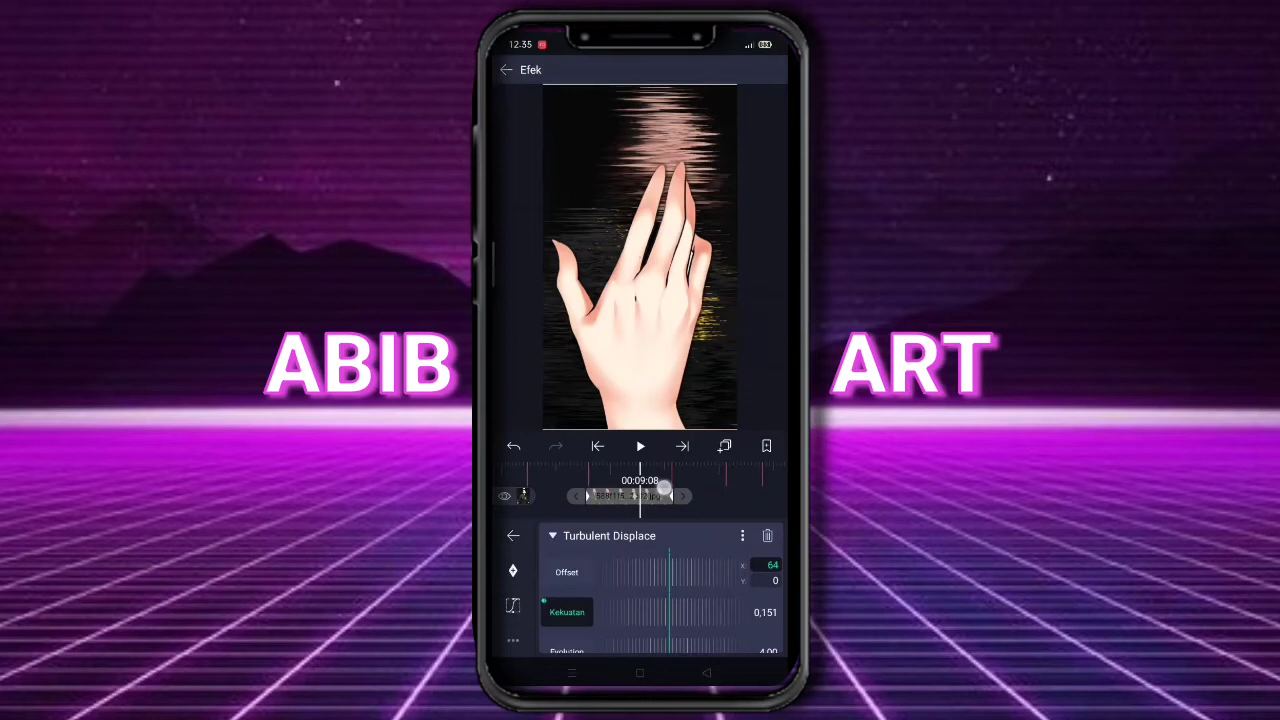 12.35
Efek
ABIB
ART
00:09:08
Turbulent Displace
Offset
X: 64
Y: 0
Kekuatan
0,151
Evolution
4,00